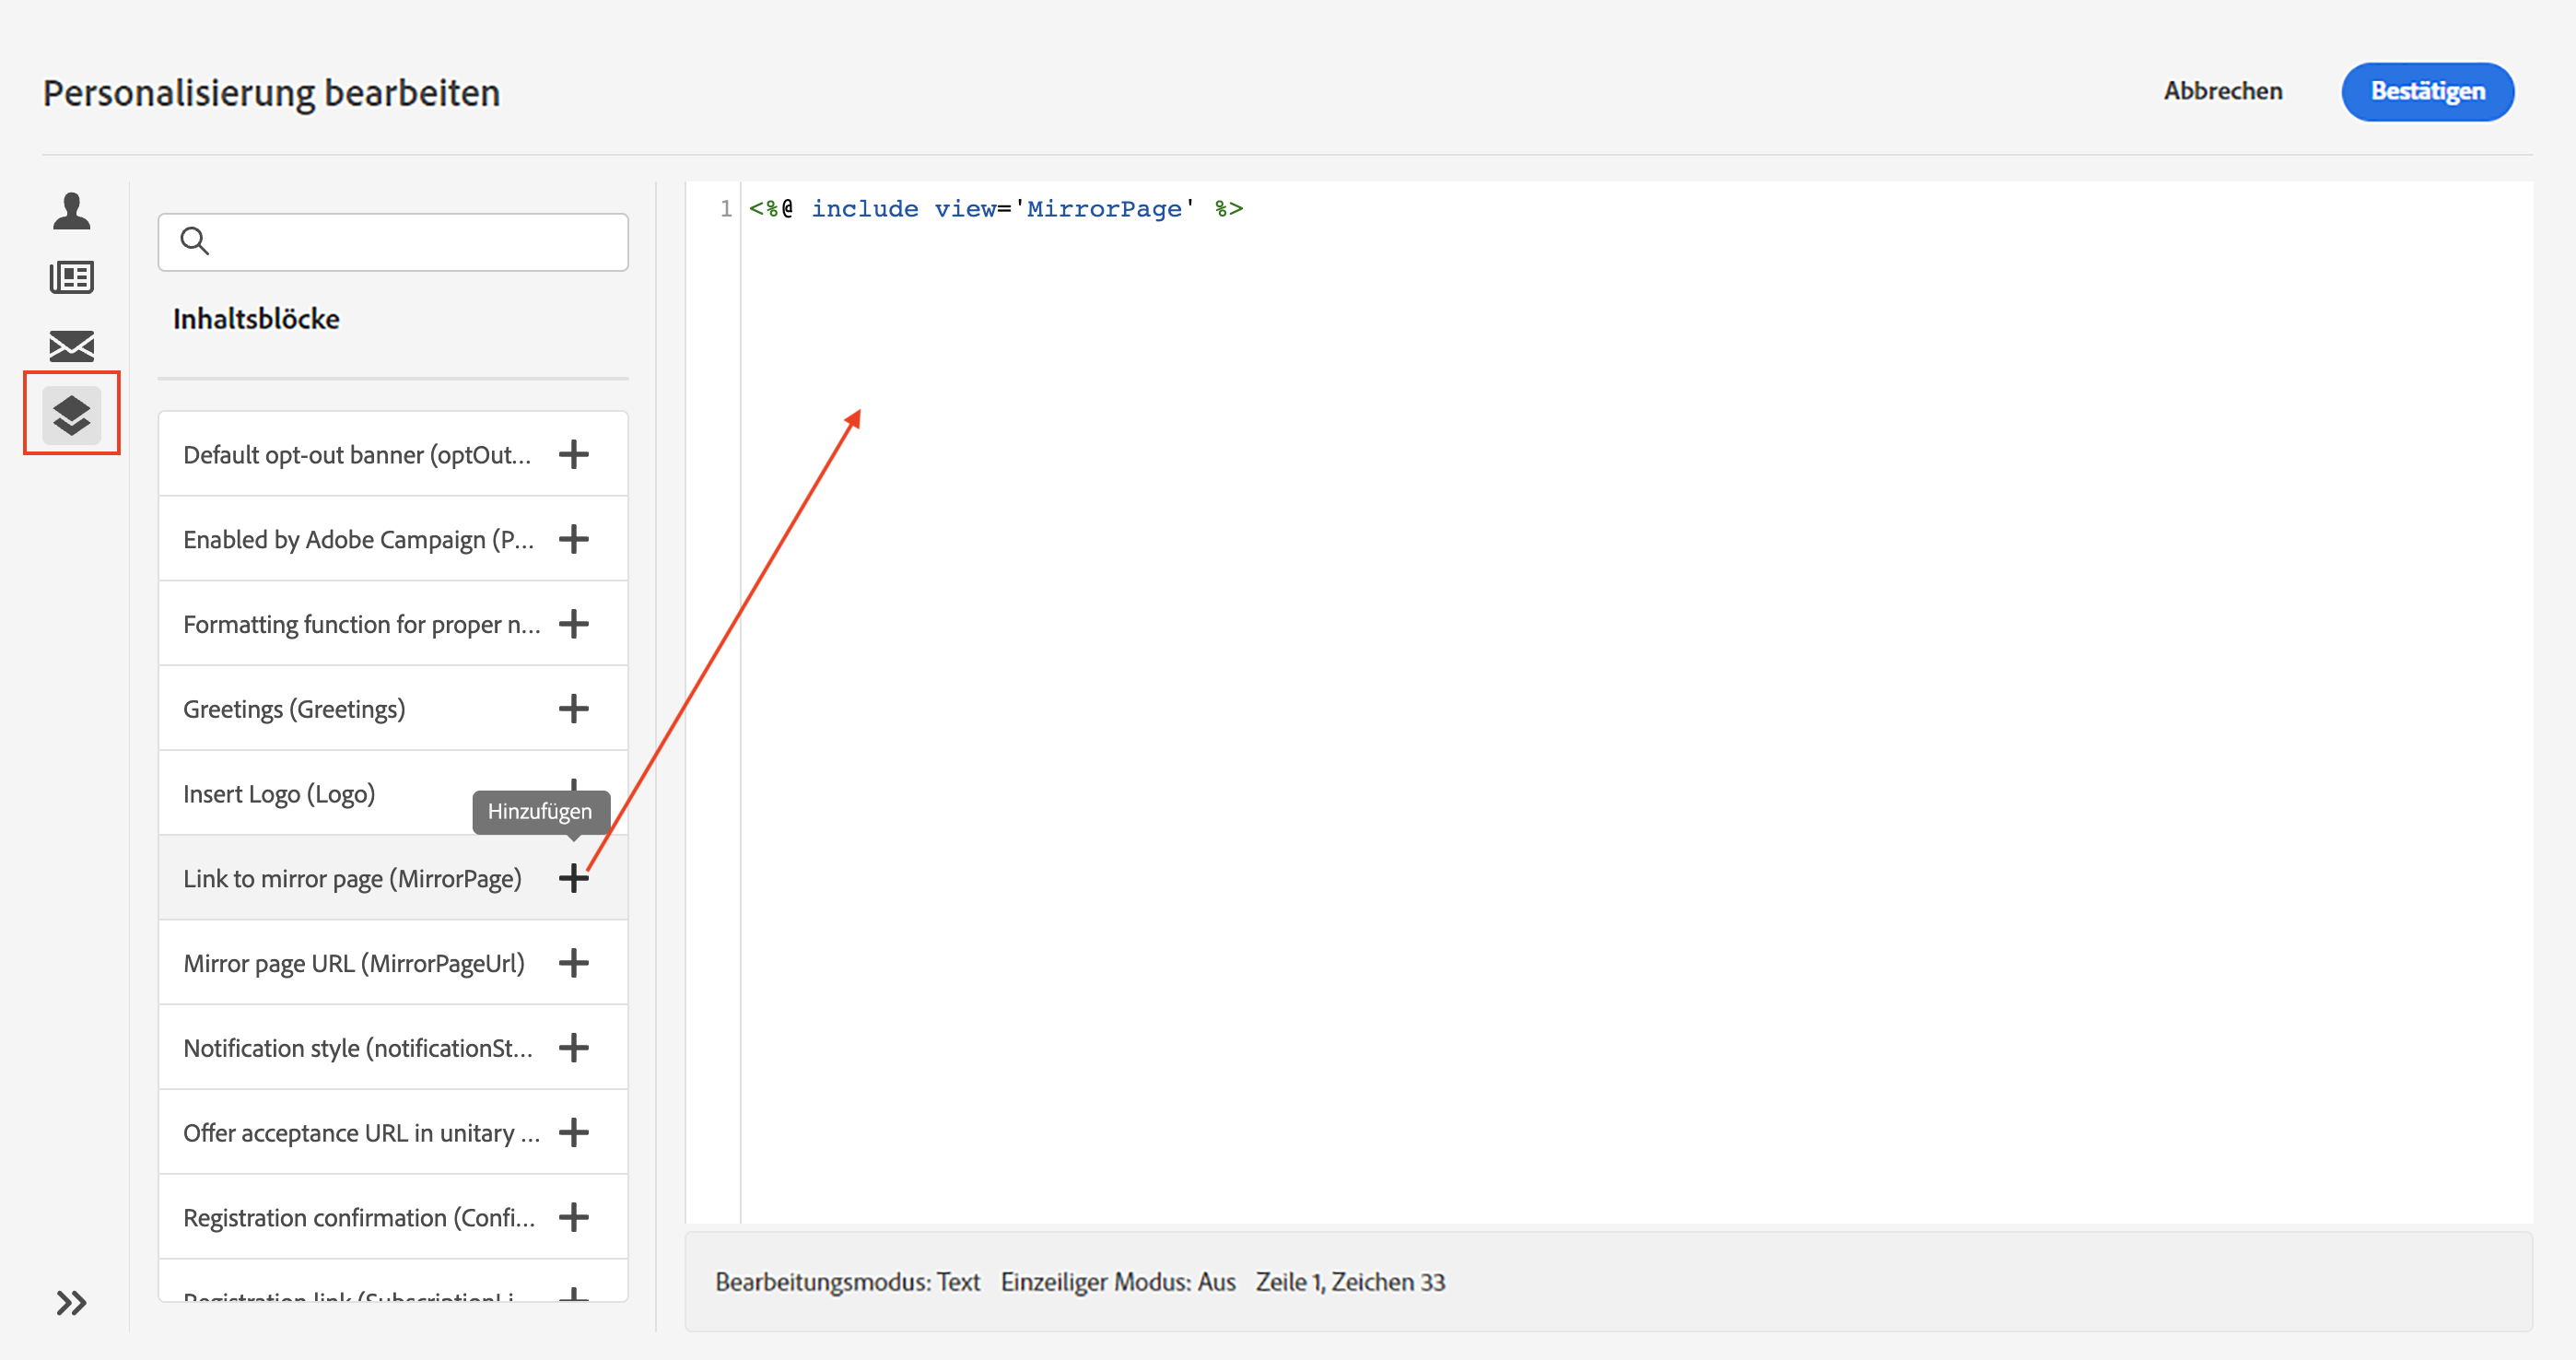 Personalisierung bearbeiten
Abbrechen
Bestätigen
Inhaltsblöcke
Default opt-out banner (optOut...
Enabled by Adobe Campaign (P...
Formatting function for proper n...
Greetings (Greetings)
Insert Logo (Logo)
Hinzufügen
Link to mirror page (MirrorPage)
Mirror page URL (MirrorPageUrl)
Notification style (notificationSt...
Offer acceptance URL in unitary ...
Registration confirmation (Confi...
Registration link (SubscriptionLi...
1 <%@ include view='MirrorPage' %>
Bearbeitungsmodus: Text Einzeiliger Modus: Aus Zeile 1, Zeichen 33